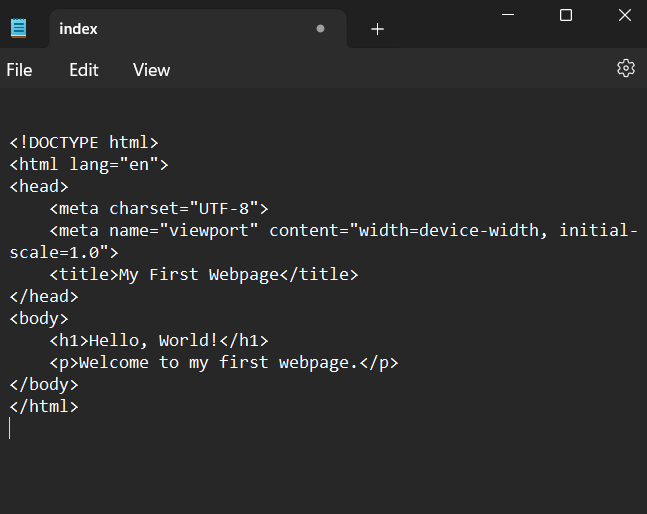 index
File Edit View
<!DOCTYPE html>
<html lang="en">
<head>
    <meta charset="UTF-8">
    <meta name="viewport" content="width=device-width, initial-
scale=1.0">
    <title>My First Webpage</title>
</head>
<body>
    <h1>Hello, World!</h1>
    <p>Welcome to my first webpage.</p>
</body>
</html>